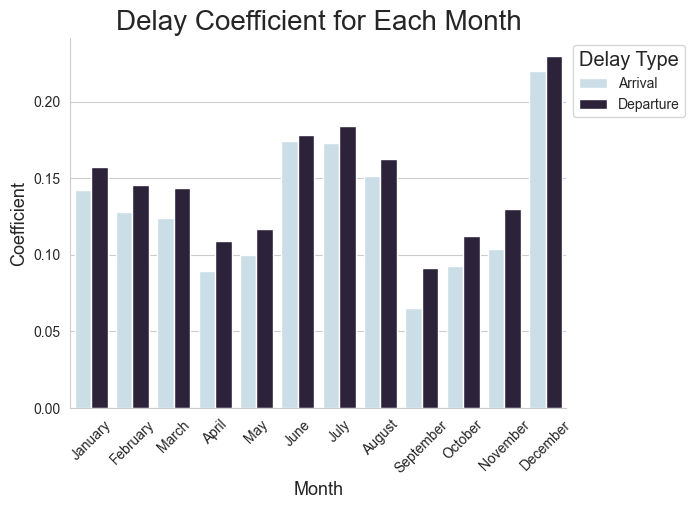 Delay Coefficient for Each Month
Delay Type
Arrival
Departure
Coefficient
0.20
0.15
0.10
0.05
0.00
January
February
March
April
May
June
July
August
September
October
November
December
Month